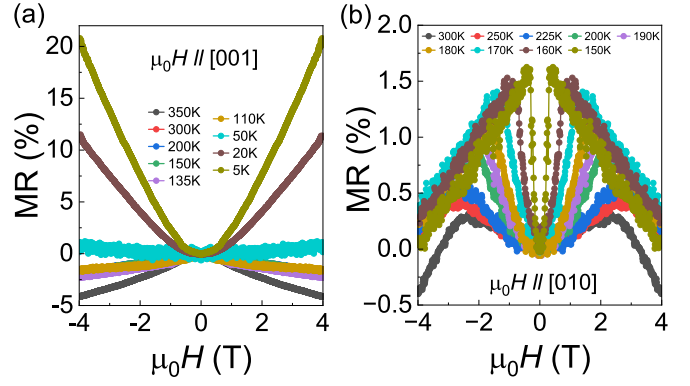 (a)
μ₀H // [001]
350K
300K
200K
150K
135K
110K
50K
20K
5K
20
15
10
5
0
-5
MR (%)
-4 -2 0 2 4
μ₀H (T)
(b)
300K 250K 225K 200K 190K
180K 170K 160K 150K
2.0
1.5
1.0
0.5
0.0
−0.5
MR (%)
μ₀H // [010]
-4 -2 0 2 4
μ₀H (T)